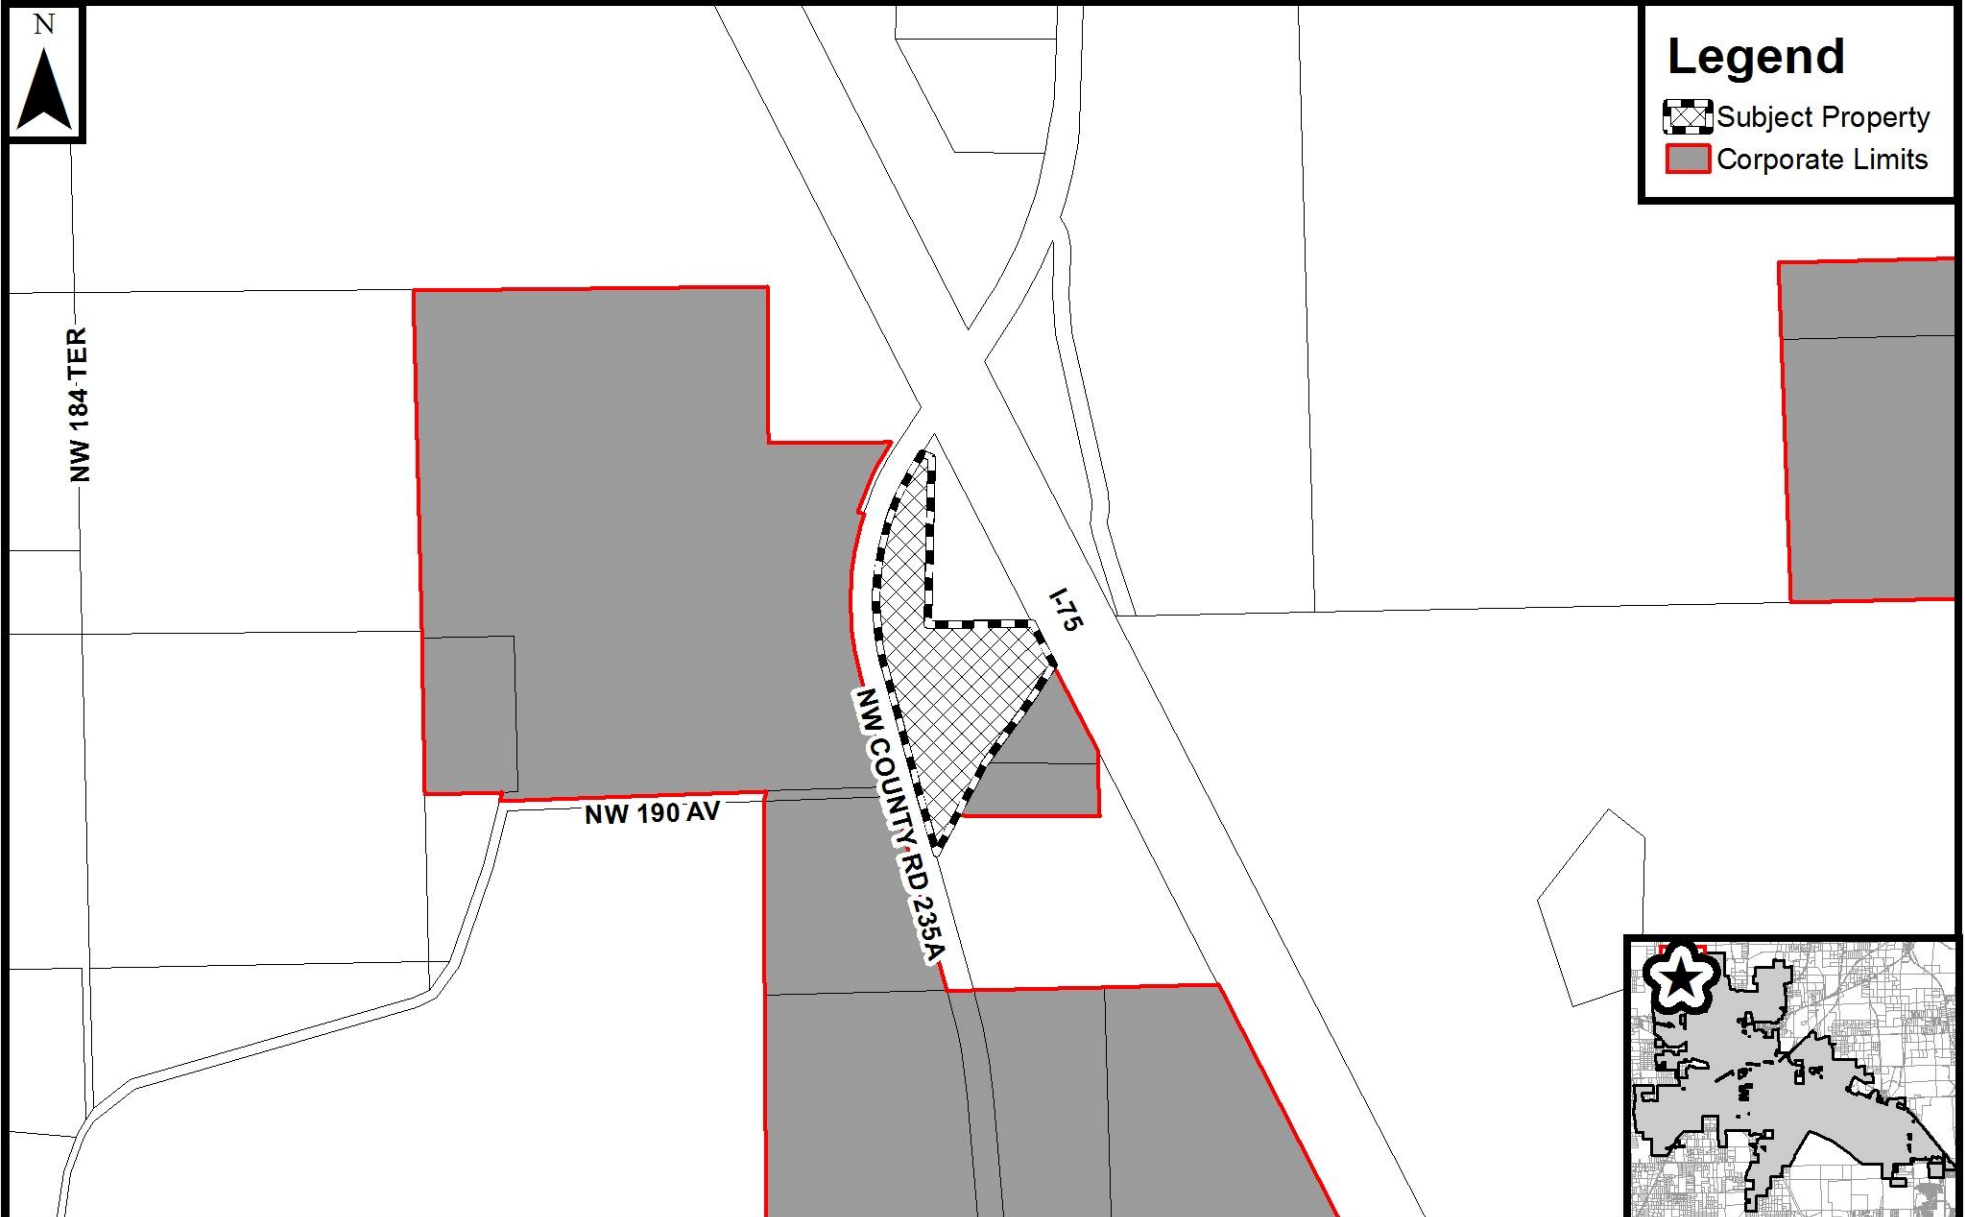 N
Legend
Subject Property
Corporate Limits
NW 184 TER
I-75
NW COUNTY RD 235A
NW 190 AV